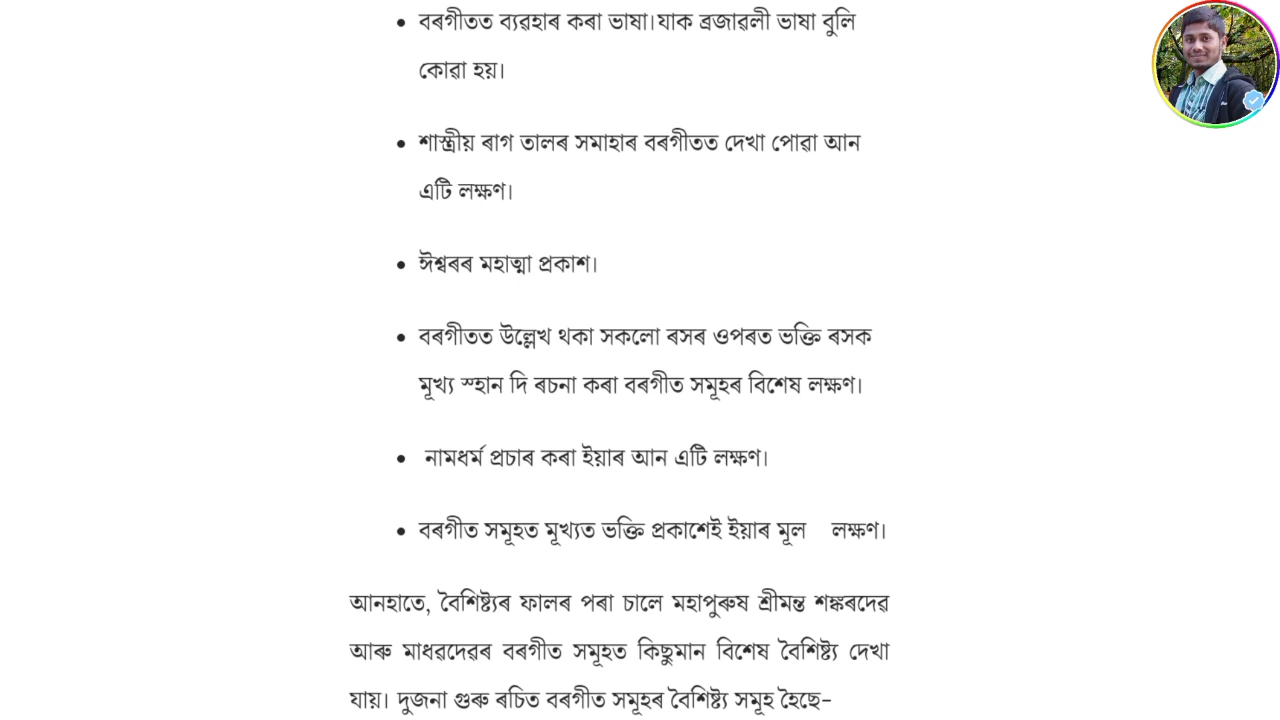 • বৰগীতত ব্যৱহাৰ কৰা ভাষা।যাক ব্ৰজাৱলী ভাষা বুলি
কোৱা হয়।
• শাস্ত্ৰীয় ৰাগ তালৰ সমাহাৰ বৰগীতত দেখা পোৱা আন
এটি লক্ষণ।
• ঈশ্বৰৰ মহাত্মা প্ৰকাশ।
• বৰগীতত উল্লেখ থকা সকলো ৰসৰ ওপৰত ভক্তি ৰসক
মূখ্য স্হান দি ৰচনা কৰা বৰগীত সমূহৰ বিশেষ লক্ষণ।
• নামধৰ্ম প্ৰচাৰ কৰা ইয়াৰ আন এটি লক্ষণ।
• বৰগীত সমূহত মূখ্যত ভক্তি প্ৰকাশেই ইয়াৰ মূল লক্ষণ।
আনহাতে, বৈশিষ্ট্যৰ ফালৰ পৰা চালে মহাপুৰুষ শ্ৰীমন্ত শঙ্কৰদেৱ
আৰু মাধৱদেৱৰ বৰগীত সমূহত কিছুমান বিশেষ বৈশিষ্ট্য দেখা
যায়। দুজনা গুৰু ৰচিত বৰগীত সমূহৰ বৈশিষ্ট্য সমূহ হৈছে-